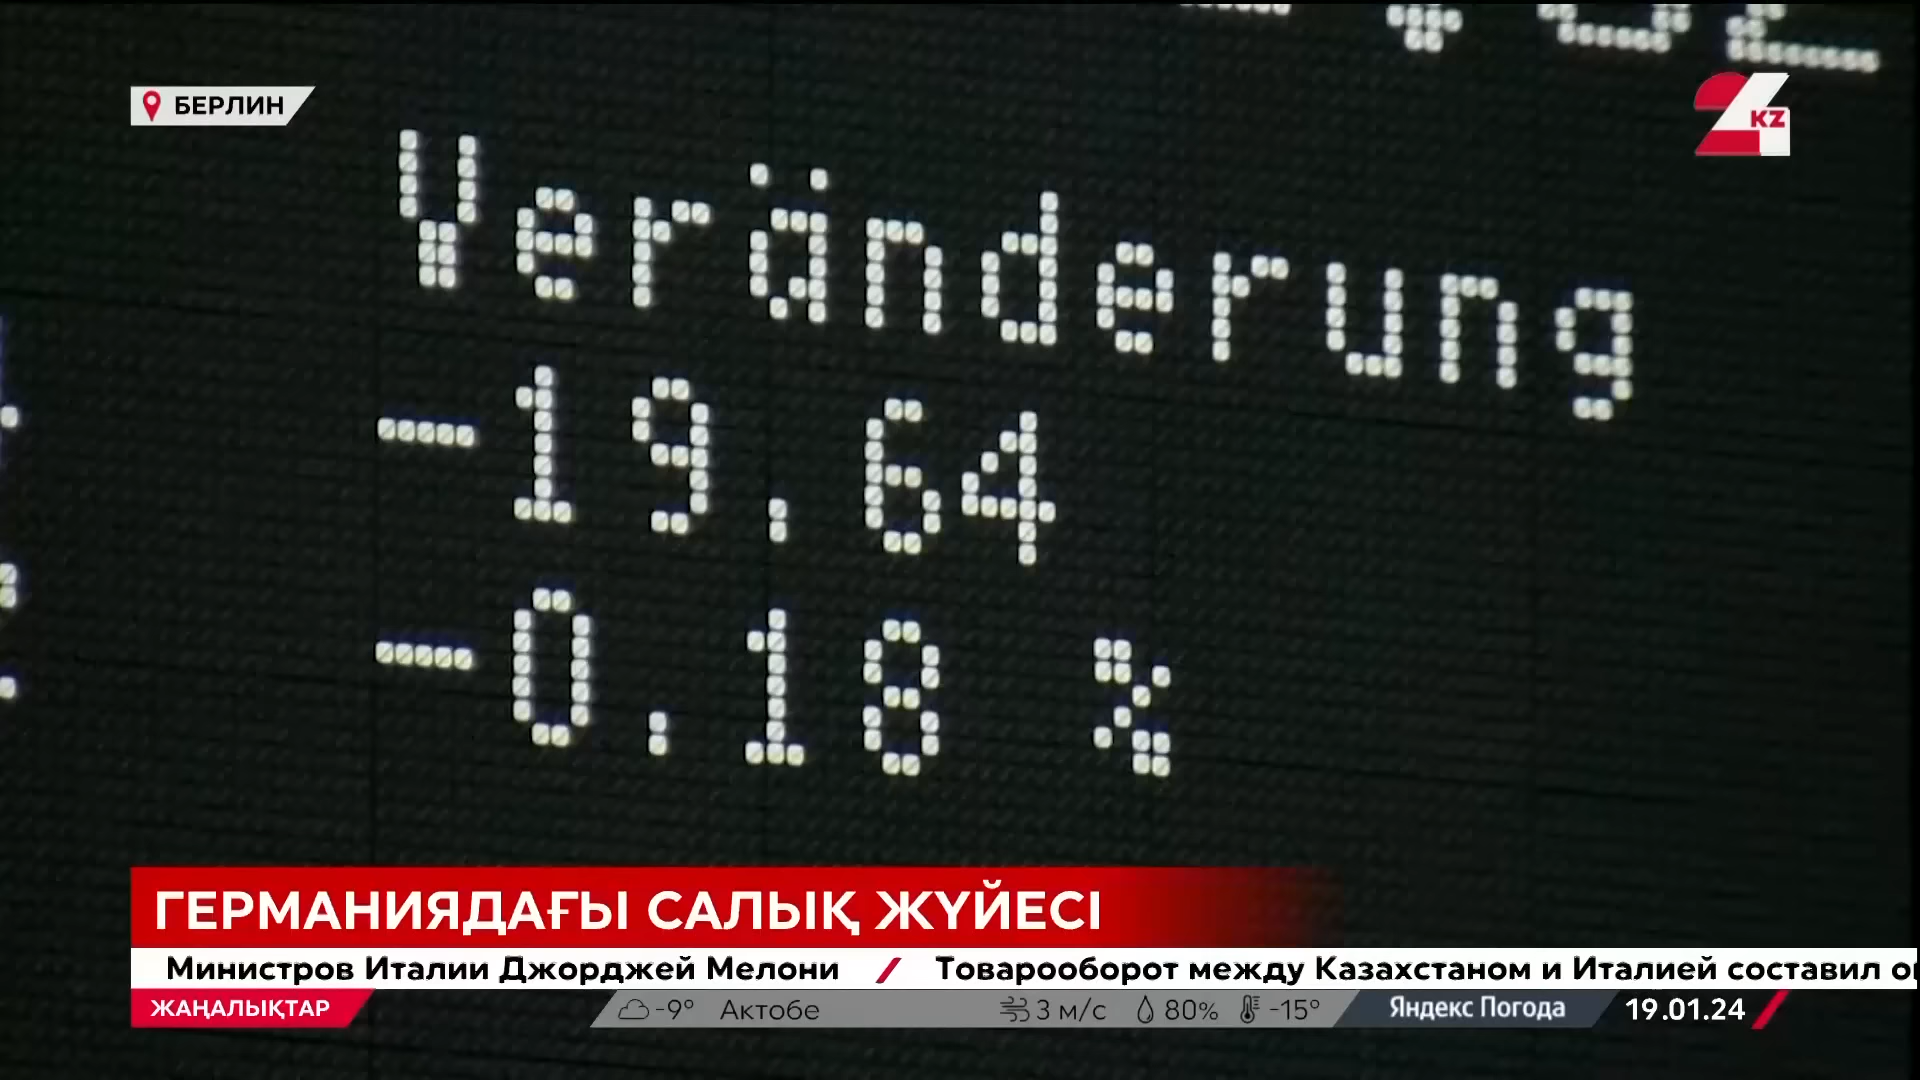 БЕРЛИН
24 KZ
Veränderung
-19,64
-0,18 %
ГЕРМАНИЯДАҒЫ САЛЫҚ ЖҮЙЕСІ
Министров Италии Джорджей Мелони / Товарооборот между Казахстаном и Италией составил
ЖАҢАЛЫҚТАР -9° Актобе 3 м/с 80% -15° Яндекс Погода 19.01.24